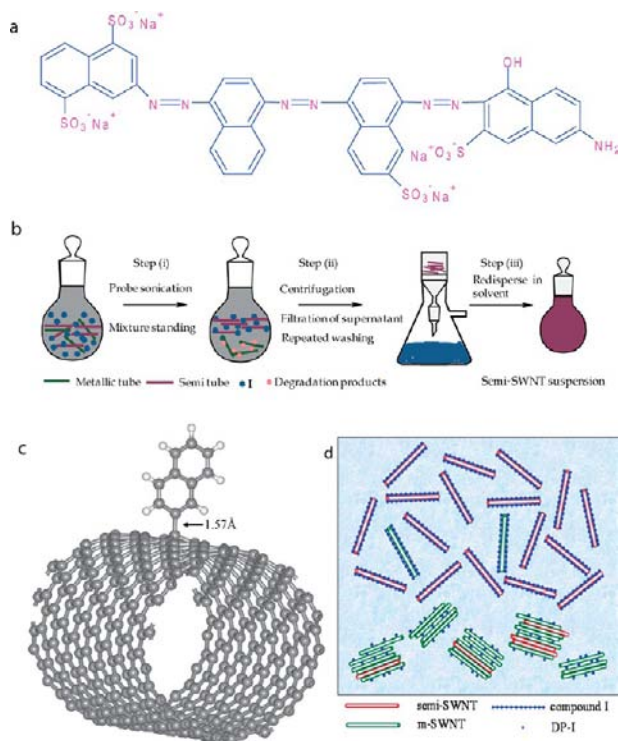 a
SO₃⁻Na⁺
OH
SO₃⁻Na⁺
N=N
N=N
N=N
Na⁺⁻O₃S
NH₂
SO₃⁻Na⁺
b
Step (i)
Probe sonication
Mixture standing
Step (ii)
Centrifugation
Filtration of supernatant
Repeated washing
Step (iii)
Redisperse in
solvent
Metallic tube Semi tube I Degradation products
Semi-SWNT suspension
c
1.57Å
d
semi-SWNT compound I
m-SWNT DP-I